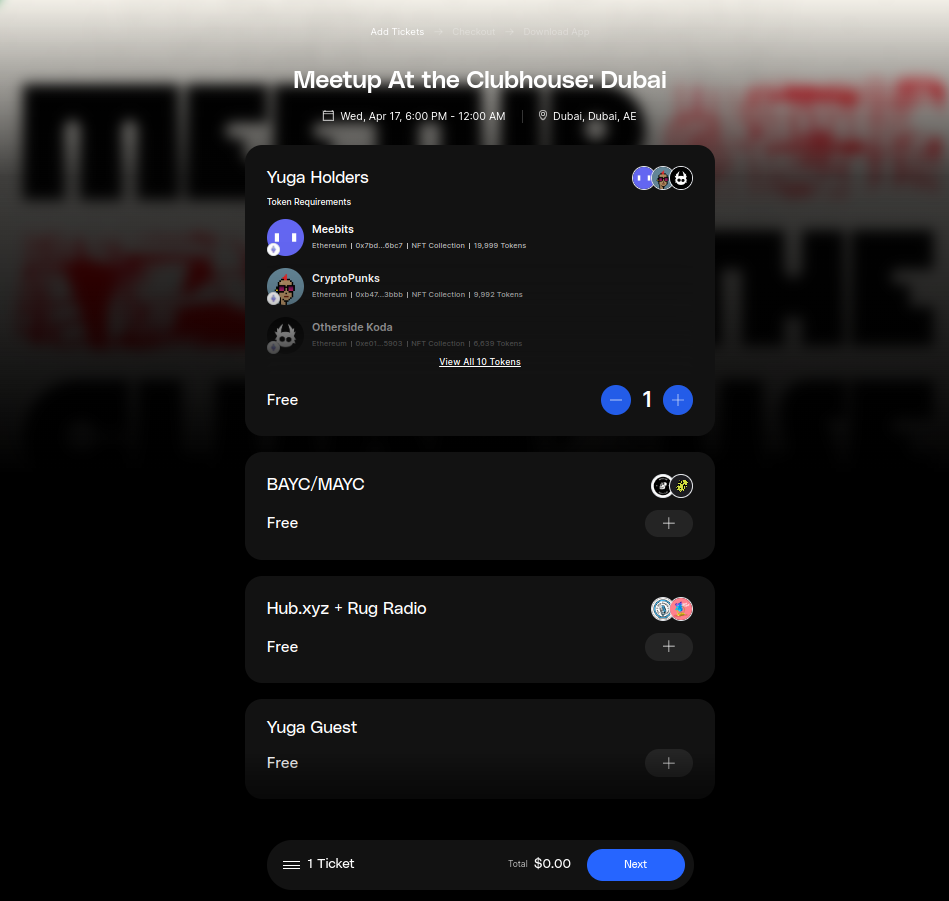 Add Tickets → Checkout → Download App
Meetup At the Clubhouse: Dubai
Wed, Apr 17, 6:00 PM - 12:00 AM | Dubai, Dubai, AE
Yuga Holders
Token Requirements
Meebits
Ethereum | 0x7bd...6bc7 | NFT Collection | 19,999 Tokens
CryptoPunks
Ethereum | 0xb47...3bbb | NFT Collection | 9,992 Tokens
Otherside Koda
Ethereum | 0xe01...5903 | NFT Collection | 6,639 Tokens
View All 10 Tokens
Free
1
BAYC/MAYC
Free
Hub.xyz + Rug Radio
Free
Yuga Guest
Free
1 Ticket
Total $0.00
Next